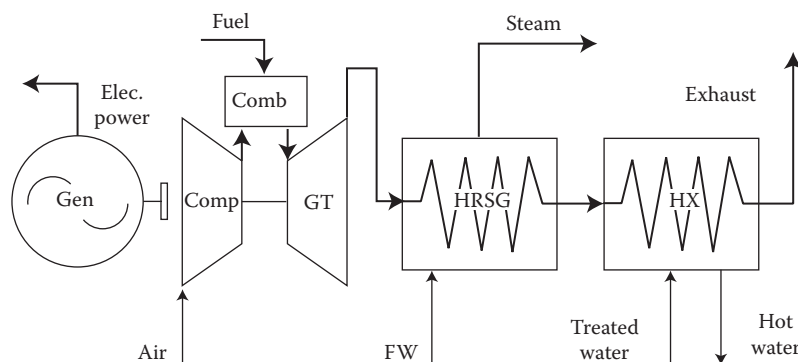 Fuel
Steam
Elec.
power
Comb
Exhaust
Gen
Comp
GT
HRSG
HX
Air
FW
Treated
water
Hot
water